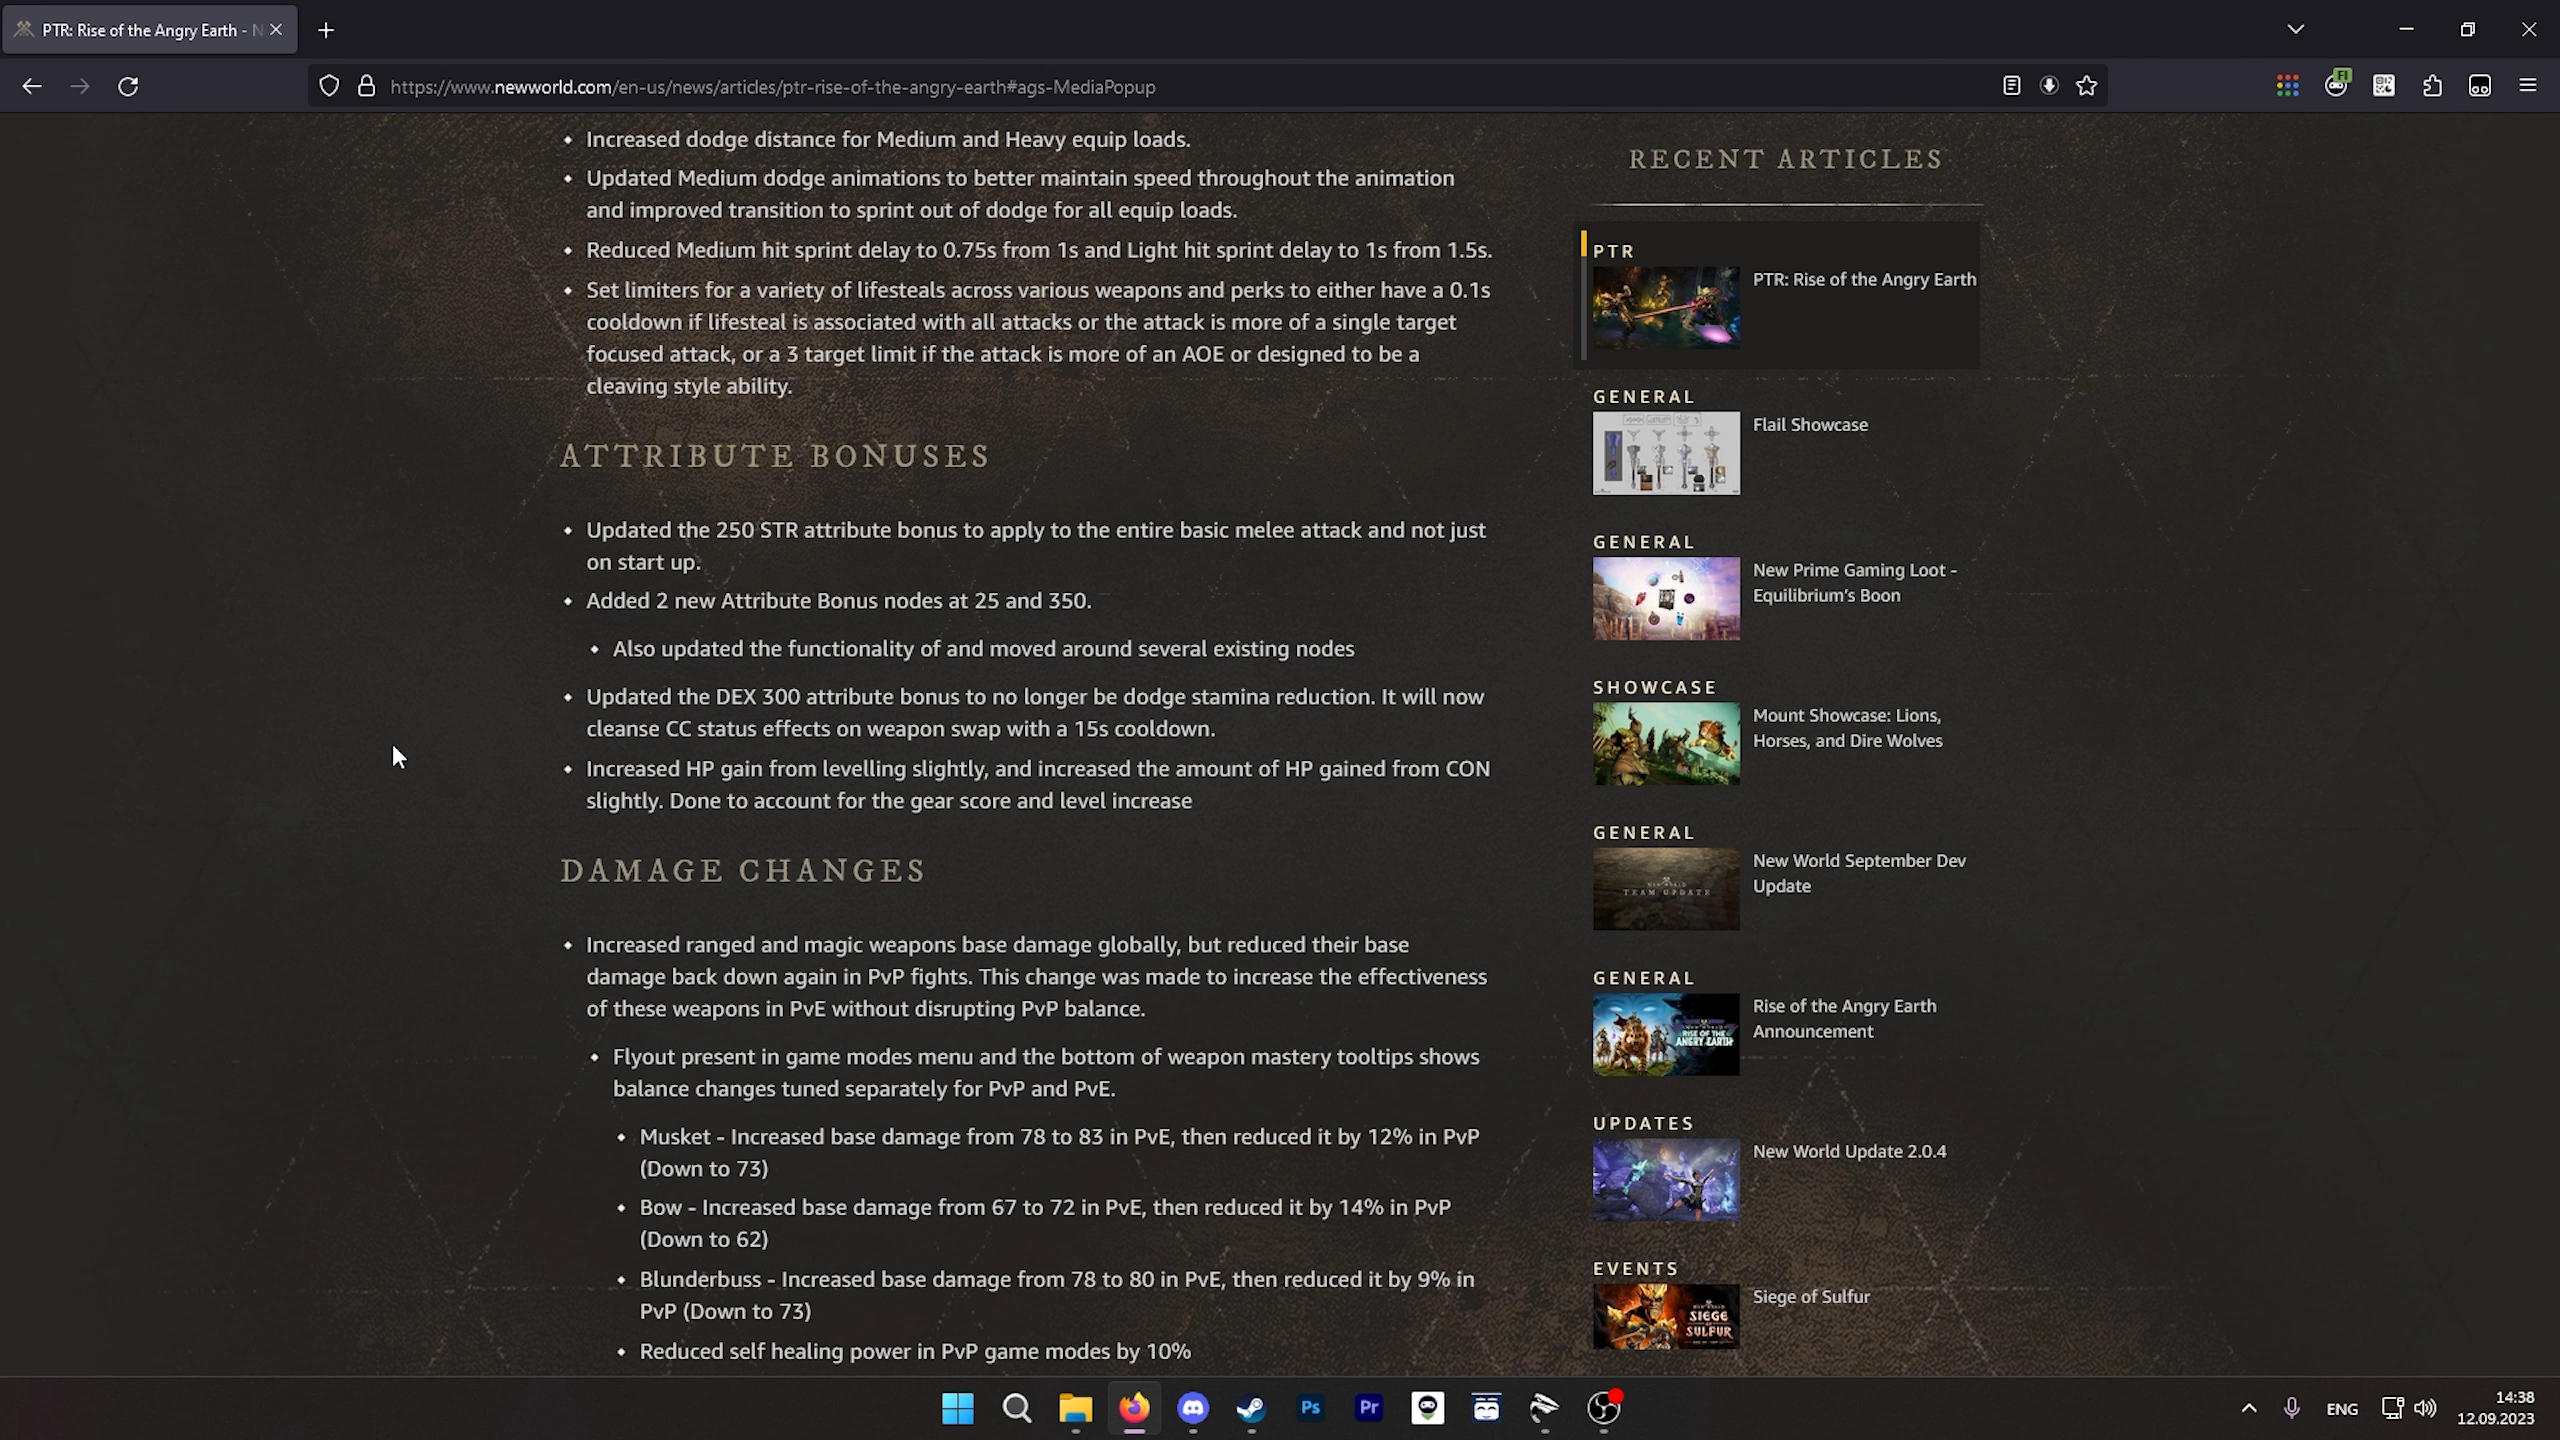 PTR: Rise of the Angry Earth - N
https://www.newworld.com/en-us/news/articles/ptr-rise-of-the-angry-earth#ags-MediaPopup
FI
Increased dodge distance for Medium and Heavy equip loads.
Updated Medium dodge animations to better maintain speed throughout the animation
and improved transition to sprint out of dodge for all equip loads.
Reduced Medium hit sprint delay to 0.75s from 1s and Light hit sprint delay to 1s from 1.5s.
Set limiters for a variety of lifesteals across various weapons and perks to either have a 0.1s
cooldown if lifesteal is associated with all attacks or the attack is more of a single target
focused attack, or a 3 target limit if the attack is more of an AOE or designed to be a
cleaving style ability.
ATTRIBUTE BONUSES
Updated the 250 STR attribute bonus to apply to the entire basic melee attack and not just
on start up.
Added 2 new Attribute Bonus nodes at 25 and 350.
Also updated the functionality of and moved around several existing nodes
Updated the DEX 300 attribute bonus to no longer be dodge stamina reduction. It will now
cleanse CC status effects on weapon swap with a 15s cooldown.
Increased HP gain from levelling slightly, and increased the amount of HP gained from CON
slightly. Done to account for the gear score and level increase
DAMAGE CHANGES
Increased ranged and magic weapons base damage globally, but reduced their base
damage back down again in PvP fights. This change was made to increase the effectiveness
of these weapons in PvE without disrupting PvP balance.
Flyout present in game modes menu and the bottom of weapon mastery tooltips shows
balance changes tuned separately for PvP and PvE.
Musket - Increased base damage from 78 to 83 in PvE, then reduced it by 12% in PvP
(Down to 73)
Bow - Increased base damage from 67 to 72 in PvE, then reduced it by 14% in PvP
(Down to 62)
Blunderbuss - Increased base damage from 78 to 80 in PvE, then reduced it by 9% in
PvP (Down to 73)
Reduced self healing power in PvP game modes by 10%
RECENT ARTICLES
PTR
PTR: Rise of the Angry Earth
GENERAL
Flail Showcase
GENERAL
New Prime Gaming Loot -
Equilibrium's Boon
SHOWCASE
Mount Showcase: Lions,
Horses, and Dire Wolves
GENERAL
TEAM UPDATE
New World September Dev
Update
GENERAL
RISE OF THE
ANGRY EARTH
Rise of the Angry Earth
Announcement
UPDATES
New World Update 2.0.4
EVENTS
SIEGE
OF
SULFUR
Siege of Sulfur
Ps
Pr
ENG
14:38
12.09.2023